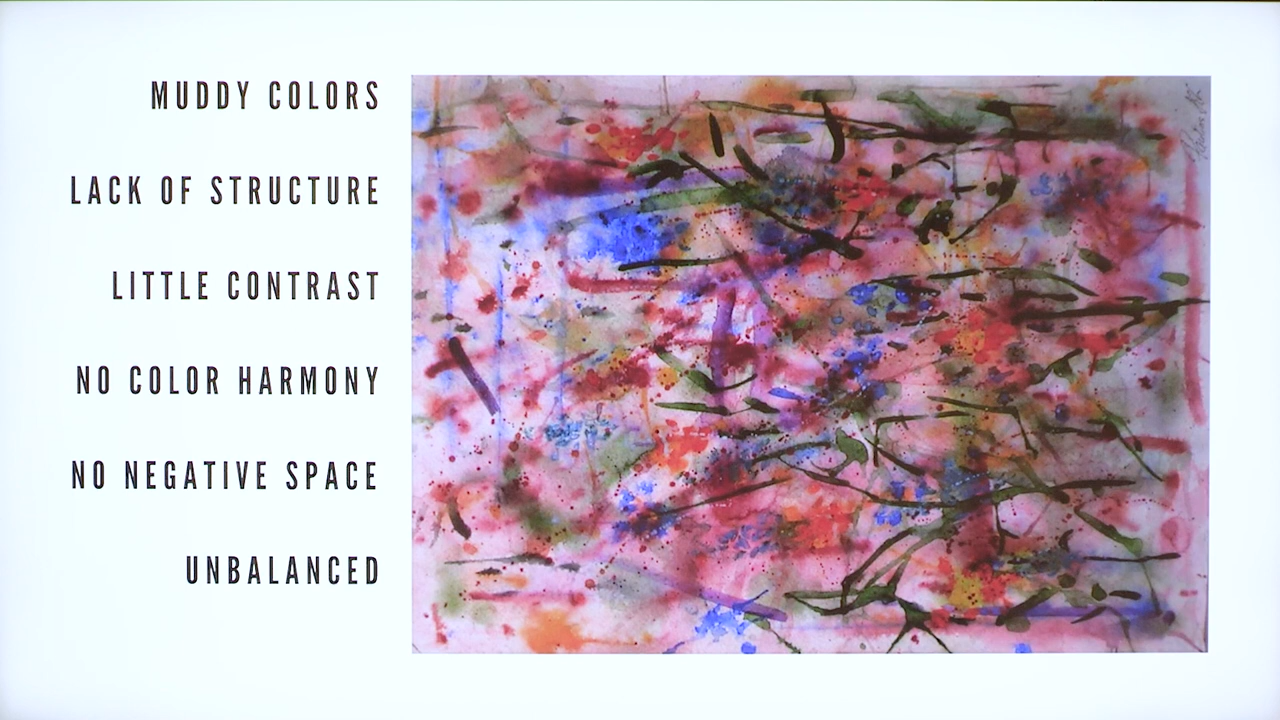 MUDDY COLORS
LACK OF STRUCTURE
LITTLE CONTRAST
NO COLOR HARMONY
NO NEGATIVE SPACE
UNBALANCED